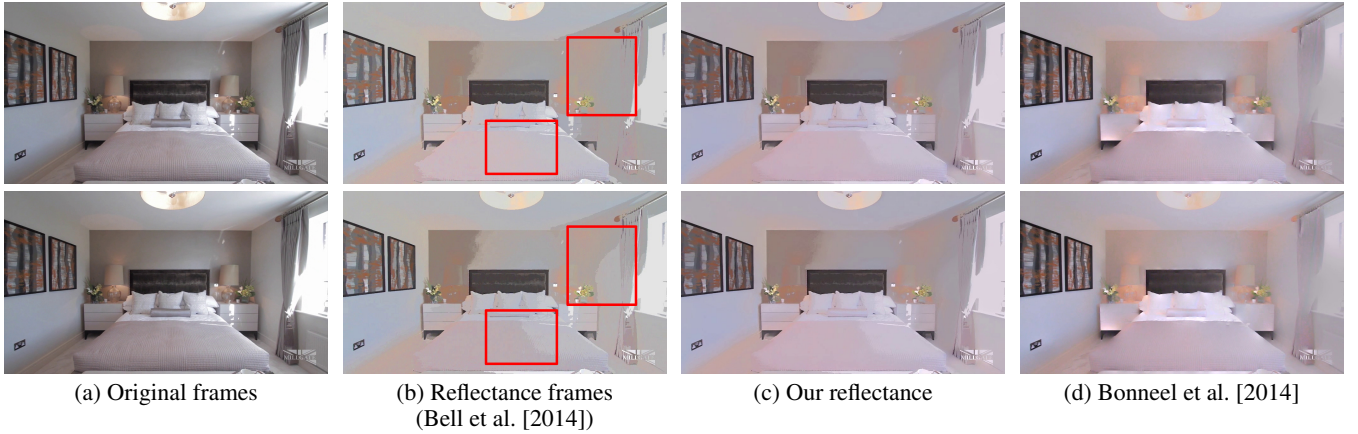 (a) Original frames
(b) Reflectance frames
(Bell et al. [2014])
(c) Our reflectance
(d) Bonneel et al. [2014]